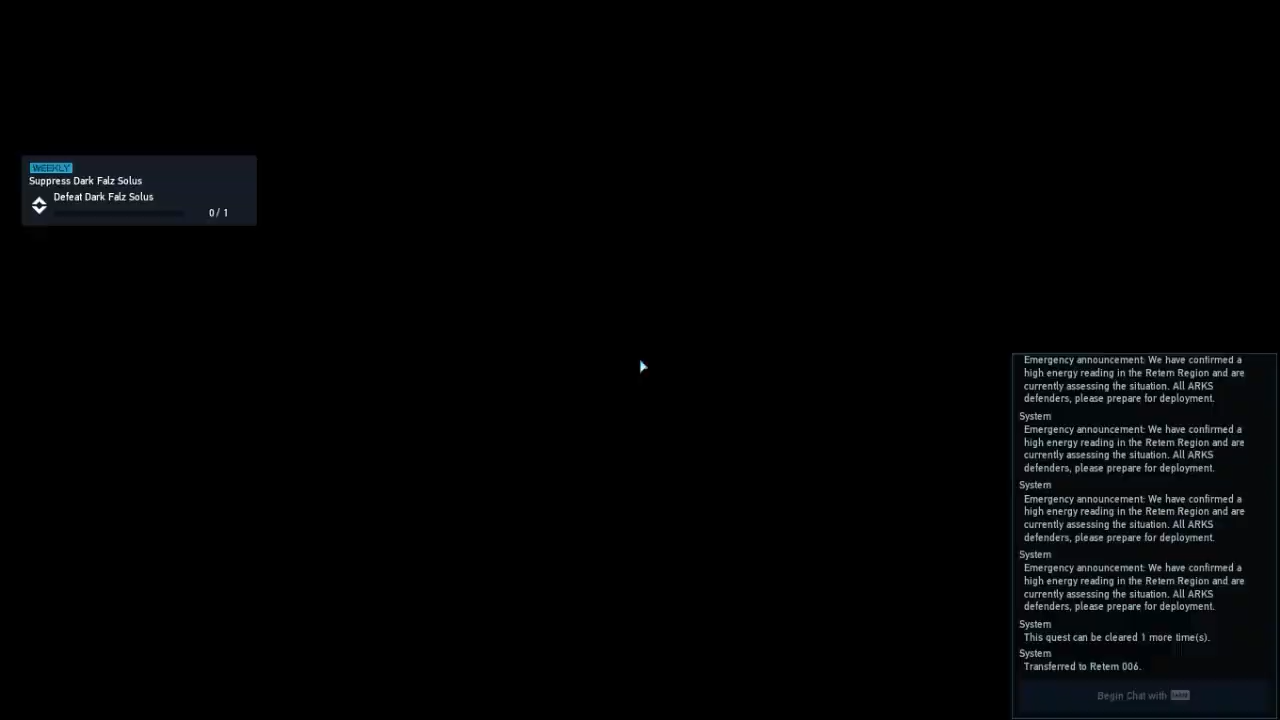 WEEKLY
Suppress Dark Falz Solus
Defeat Dark Falz Solus
0/ 1
Emergency announcement: We have confirmed a
high energy reading in the Retem Region and are
currently assessing the situation. All ARKS
defenders, please prepare for deployment.
System
Emergency announcement: We have confirmed a
high energy reading in the Retem Region and are
currently assessing the situation. All ARKS
defenders, please prepare for deployment.
System
Emergency announcement: We have confirmed a
high energy reading in the Retem Region and are
currently assessing the situation. All ARKS
defenders, please prepare for deployment.
System
Emergency announcement: We have confirmed a
high energy reading in the Retem Region and are
currently assessing the situation. All ARKS
defenders, please prepare for deployment.
System
This quest can be cleared 1 more time(s).
System
Transferred to Retem 006.
Begin Chat with